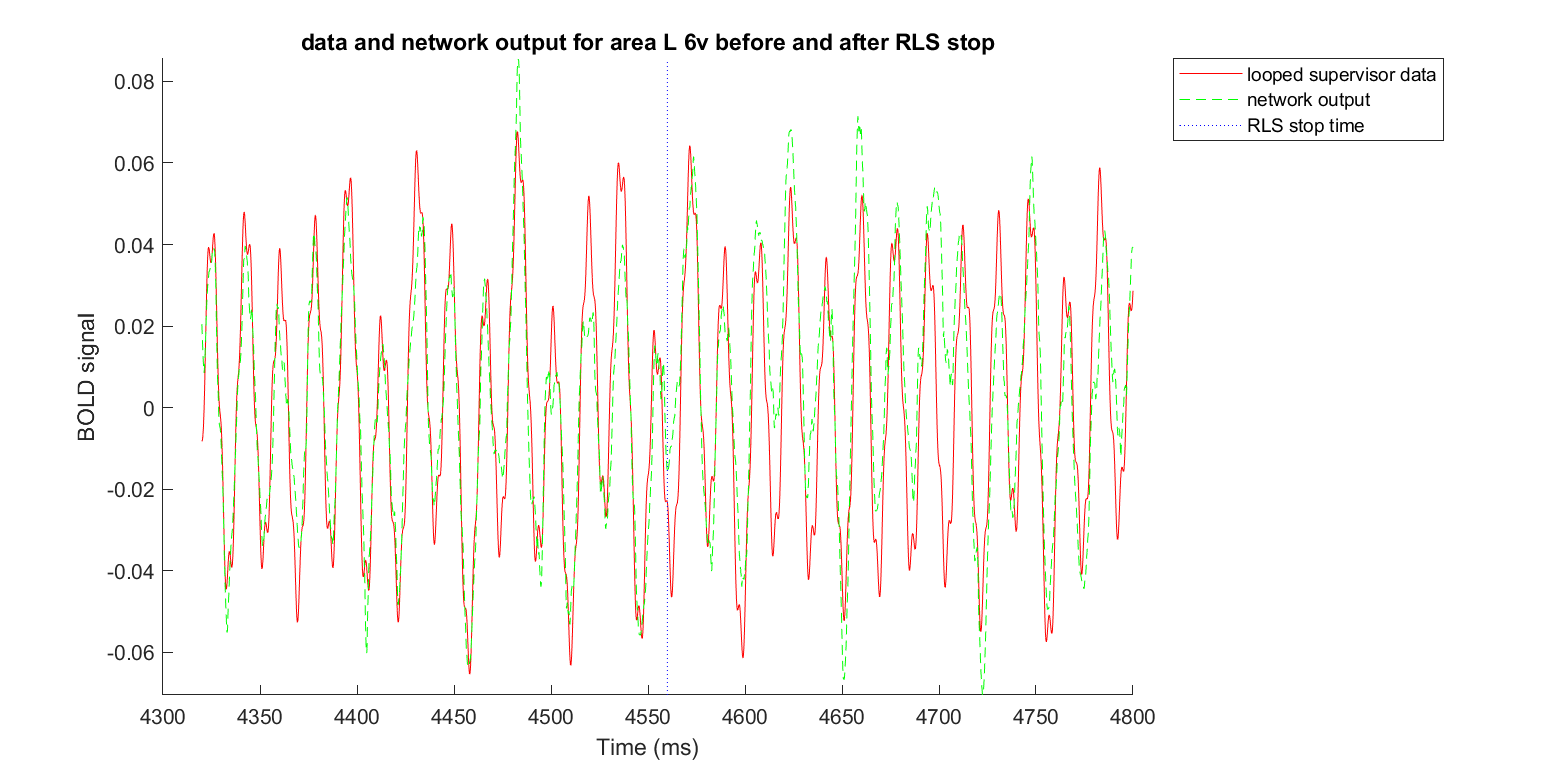 data and network output for area L 6v before and after RLS stop
looped supervisor data
network output
RLS stop time
BOLD signal
0.08
0.06
0.04
0.02
0
-0.02
-0.04
-0.06
4300 4350 4400 4450 4500 4550 4600 4650 4700 4750 4800
Time (ms)